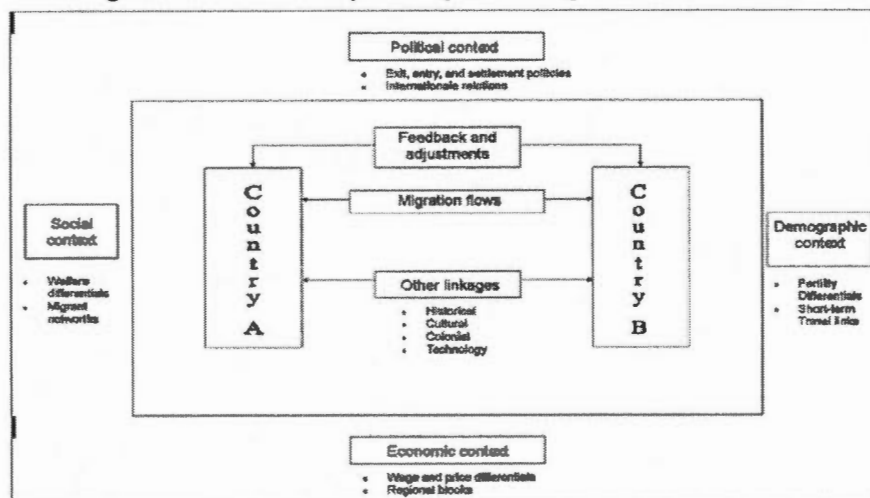 Political context
Exit, entry, and settlement policies
Internationale relations
Feedback and
adjustments
Country A
Migration flows
Country B
Social
context
Welfare
differentials
Migrant
networks
Other linkages
Historical
Cultural
Colonial
Technology
Demographic
context
Fertility
Differentials
Short-term
Travel links
Economic context
Wage and price differentials
Regional blocks